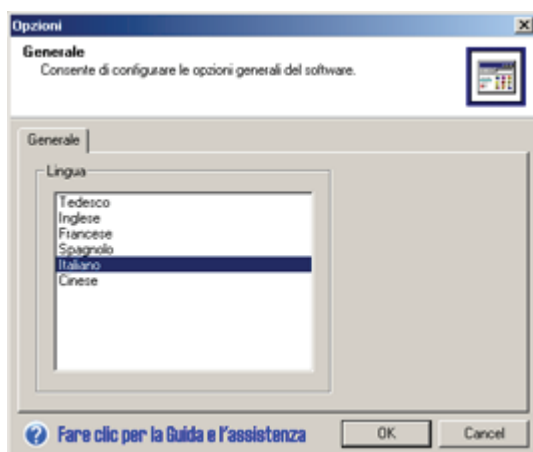 Opzioni
Generale
Consente di configurare le opzioni generali del software.
Generale
Lingua
Tedesco
Inglese
Francese
Spagnolo
Italiano
Cinese
Fare clic per la Guida e l'assistenza
OK
Cancel